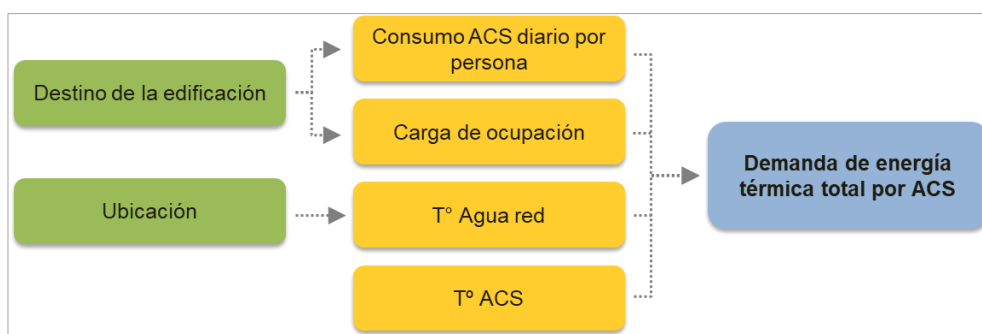 Destino de la edificación
Ubicación
Consumo ACS diario por
persona
Carga de ocupación
T° Agua red
Tº ACS
Demanda de energía
térmica total por ACS